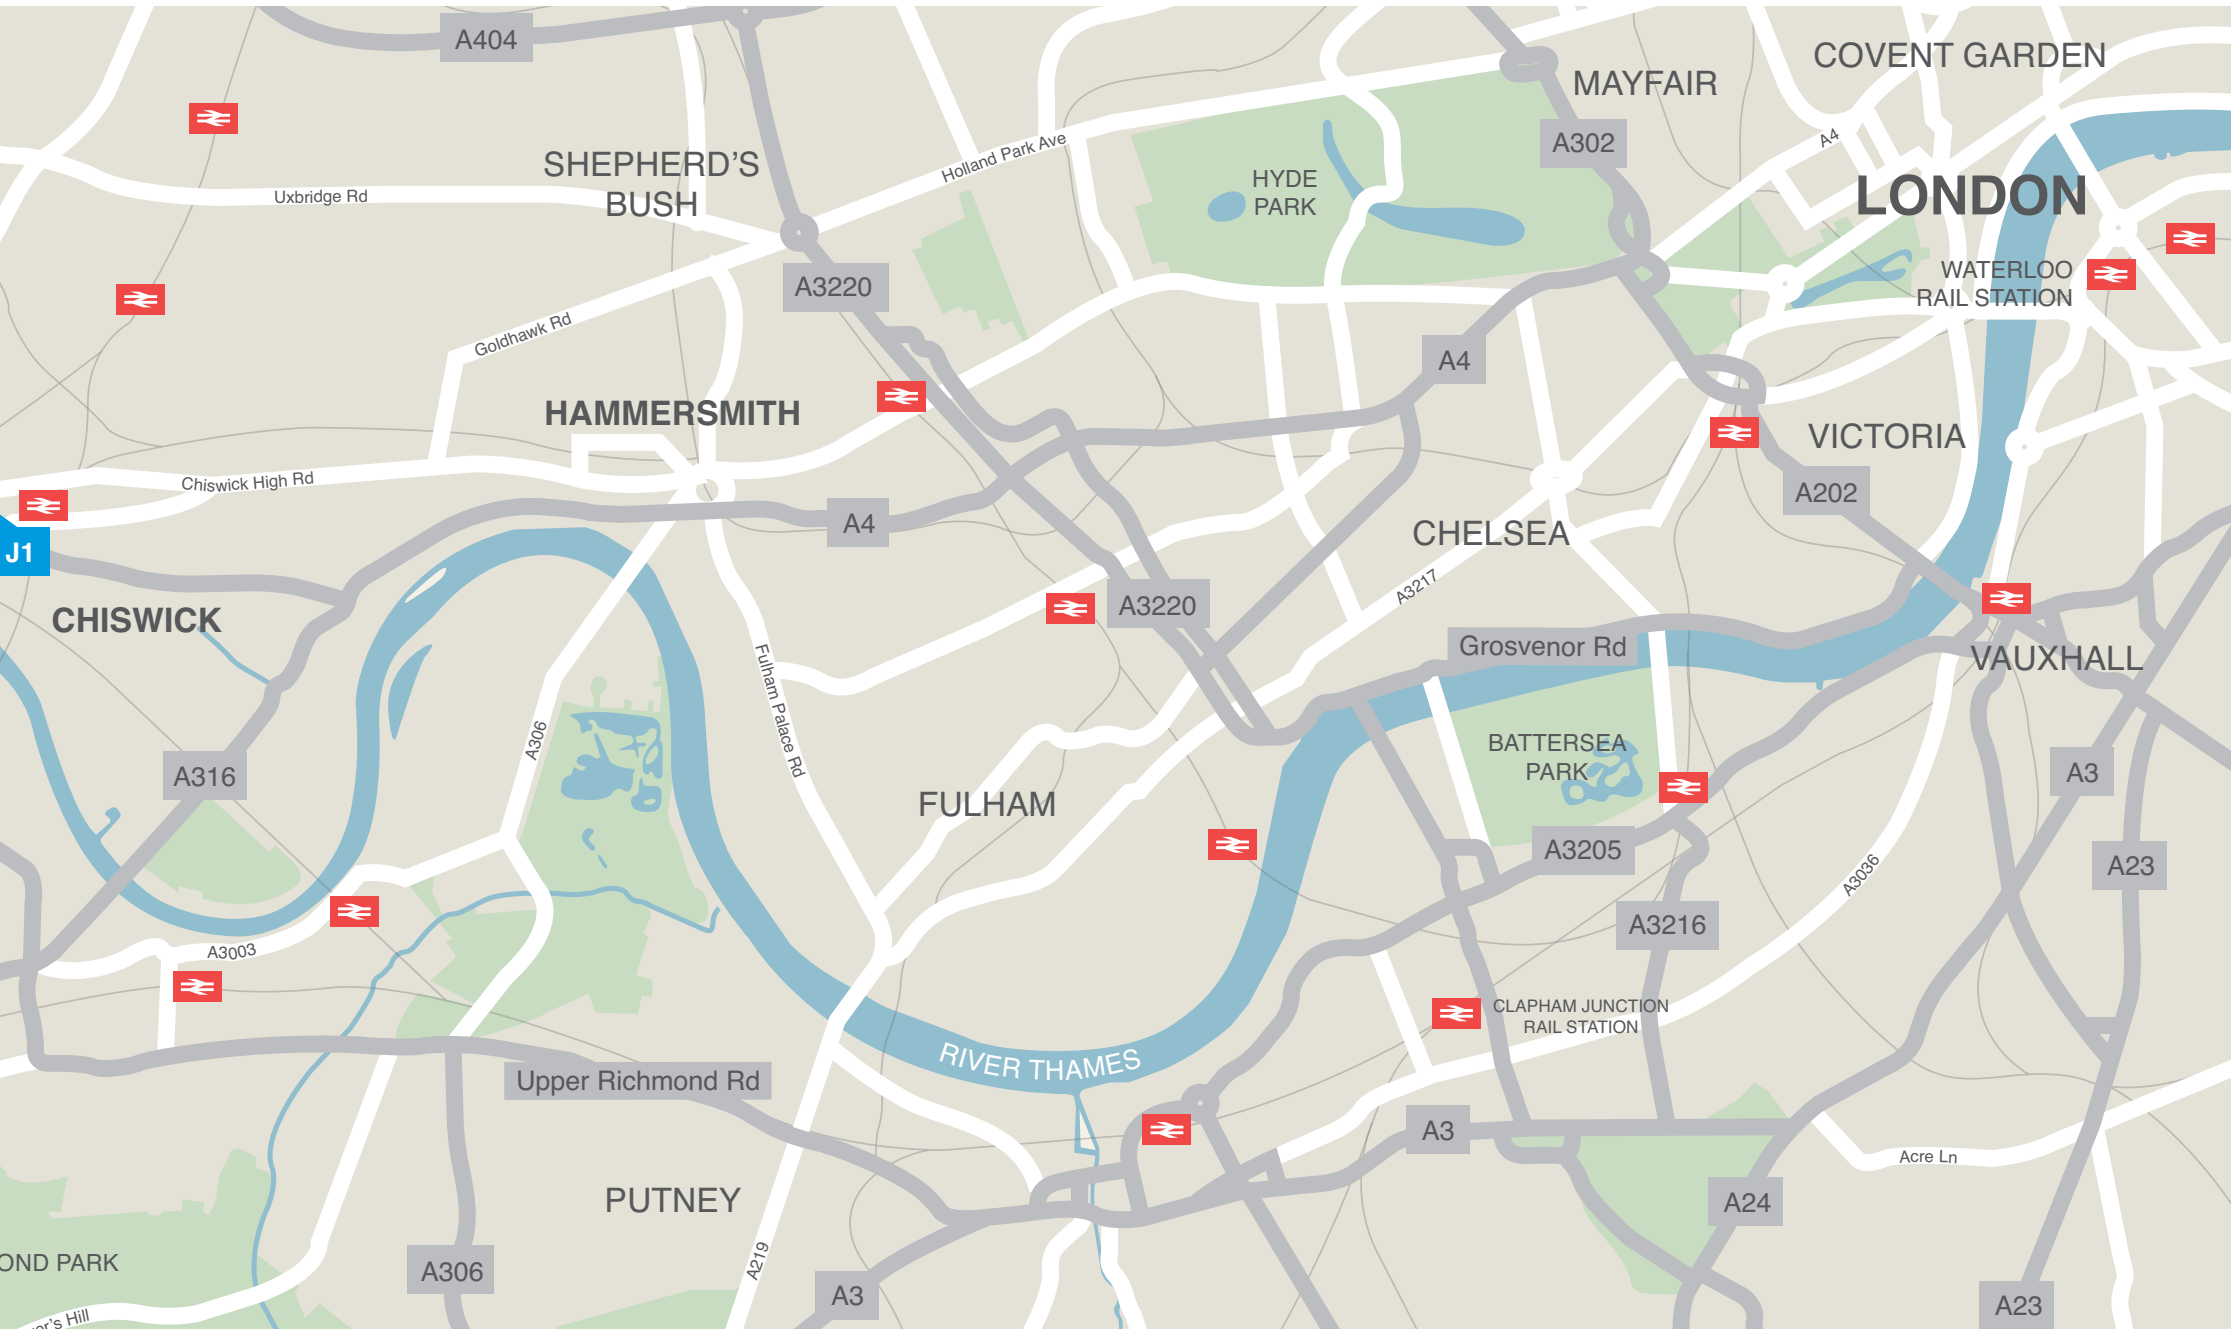 A404
COVENT GARDEN
MAYFAIR
A302
A4
SHEPHERD'S
BUSH
Holland Park Ave
HYDE
PARK
Uxbridge Rd
LONDON
WATERLOO
RAIL STATION
A3220
Goldhawk Rd
A4
HAMMERSMITH
VICTORIA
Chiswick High Rd
A202
A4
CHELSEA
J1
A3217
A3220
CHISWICK
Grosvenor Rd
VAUXHALL
Fulham Palace Rd
A306
BATTERSEA
PARK
A316
A3
FULHAM
A3205
A23
A3036
A3216
A3003
CLAPHAM JUNCTION
RAIL STATION
RIVER THAMES
Upper Richmond Rd
A3
Acre Ln
PUTNEY
A24
OND PARK
A219
A306
A3
A23
er's Hill